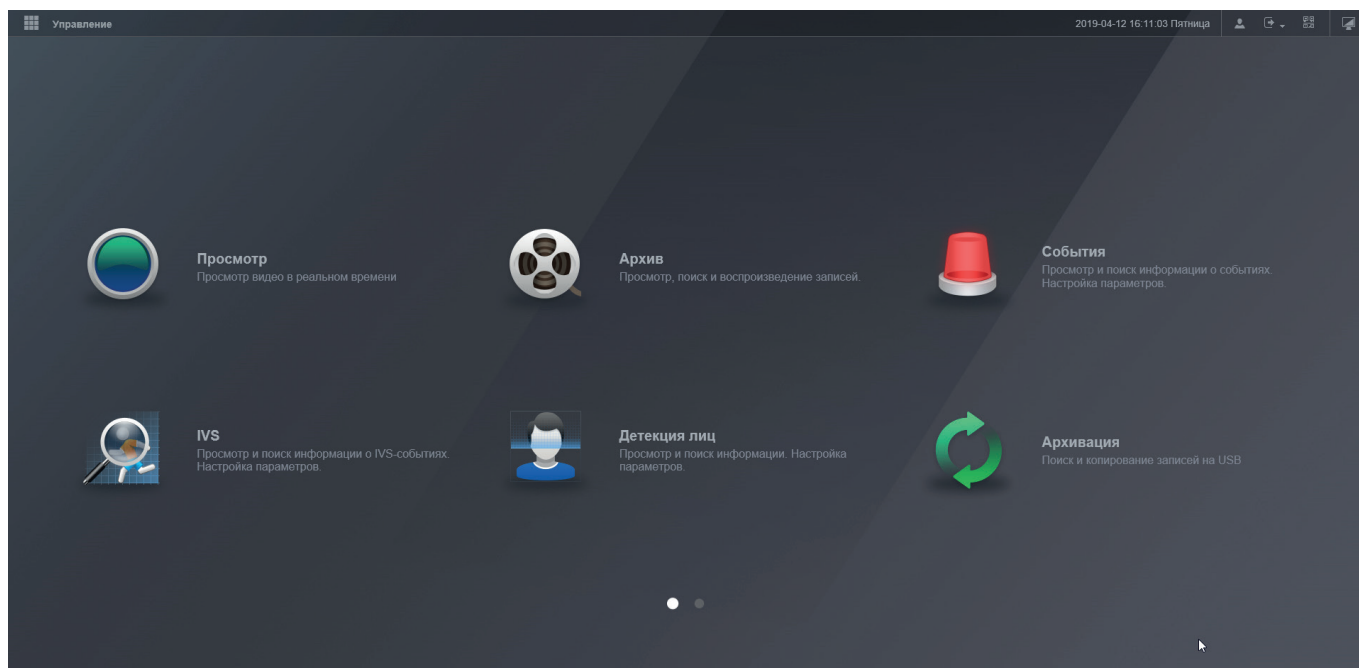 Управление
2019-04-12 16:11:03 Пятница
Просмотр
Просмотр видео в реальном времени
Архив
Просмотр, поиск и воспроизведение записей.
События
Просмотр и поиск информации о событиях.
Настройка параметров.
IVS
Просмотр и поиск информации о IVS-событиях.
Настройка параметров.
Детекция лиц
Просмотр и поиск информации. Настройка
параметров.
Архивация
Поиск и копирование записей на USB